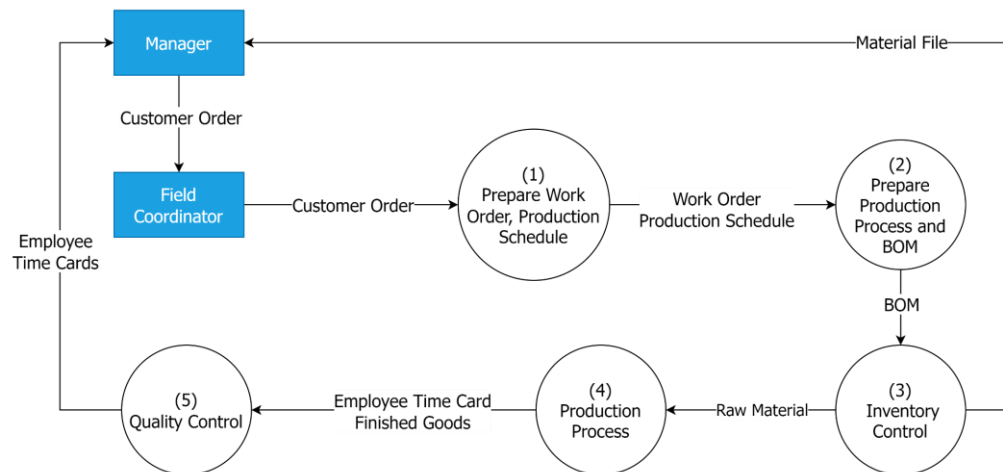 Manager
Material File
Customer Order
Field
Coordinator
Customer Order
(1)
Prepare Work
Order, Production
Schedule
Work Order
Production Schedule
(2)
Prepare
Production
Process and
BOM
Employee
Time Cards
BOM
(5)
Quality Control
Employee Time Card
Finished Goods
(4)
Production
Process
Raw Material
(3)
Inventory
Control